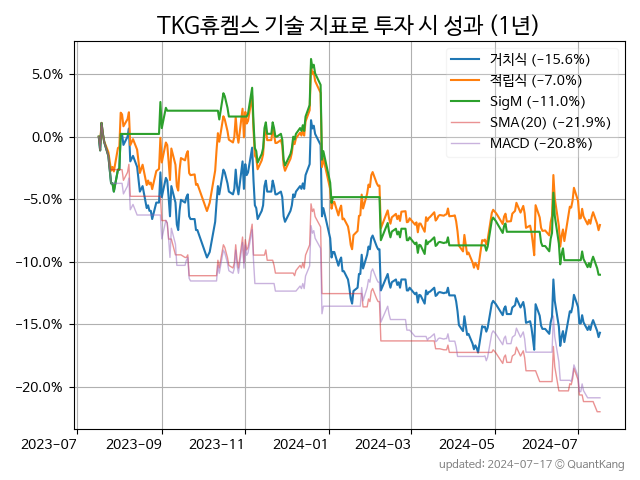 TKG휴켐스 기술 지표로 투자 시 성과 (1년)
거치식 (−15.6%)
적립식 (−7.0%)
SigM (−11.0%)
SMA(20) (−21.9%)
MACD (−20.8%)
5.0%
0.0%
−5.0%
−10.0%
−15.0%
−20.0%
2023-07 2023-09 2023-11 2024-01 2024-03 2024-05 2024-07
updated: 2024-07-17 © QuantKang